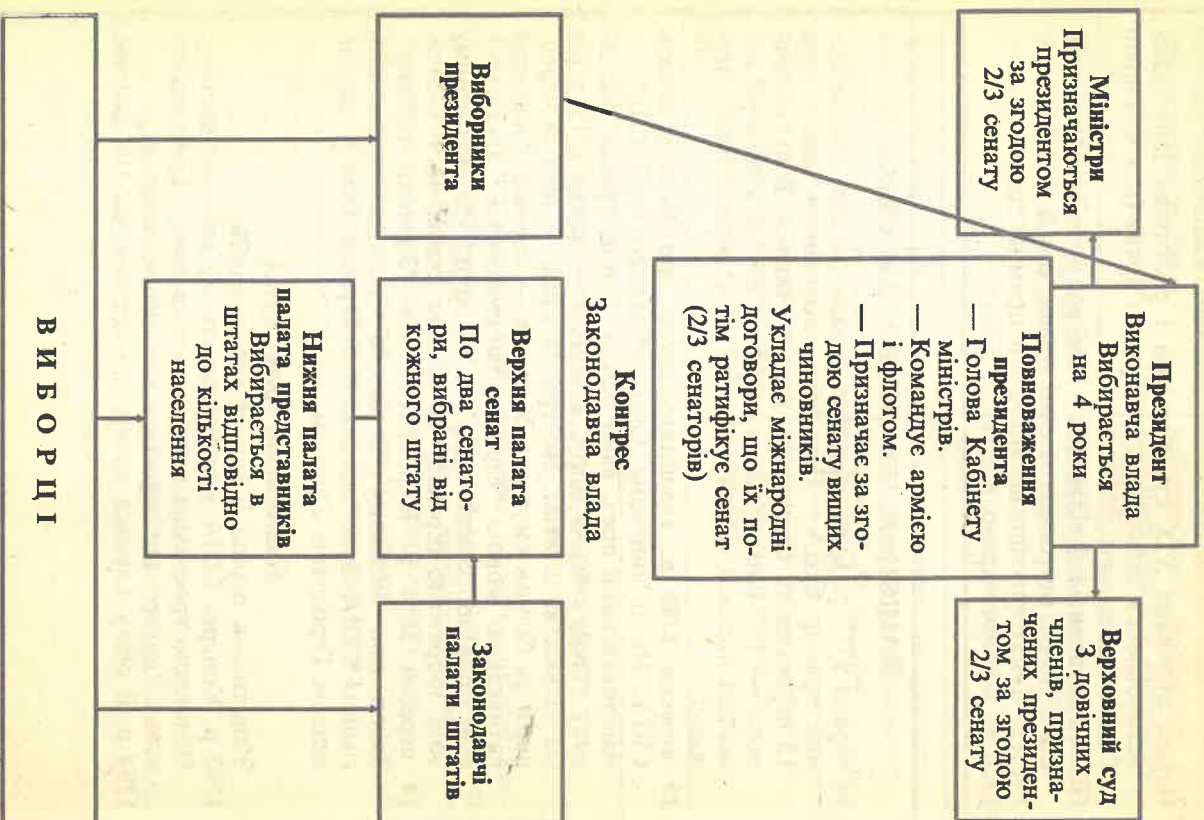 Міністри
Призначаються
президентом
за згодою
2/3 сенату
Президент
Виконавча влада
Вибирається
на 4 роки
Верховний суд
З довічних
членів, призна-
чених президен-
том за згодою
2/3 сенату
Повноваження
президента
— Голова Кабінету
міністрів.
— Командує армією
і флотом.
— Призначає за зго-
дою сенату вищих
чиновників.
Укладає міжнародні
договори, що їх по-
тім ратифікує сенат
(2/3 сенаторів)
Конгрес
Законодавча влада
Виборники
президента
Верхня палата
сенат
По два сенато-
ри, вибрані від
кожного штату
Законодавчі
палати штатів
Нижня палата
палата представників
Вибирається в
штатах відповідно
до кількості
населення
ВИБОРЦІ